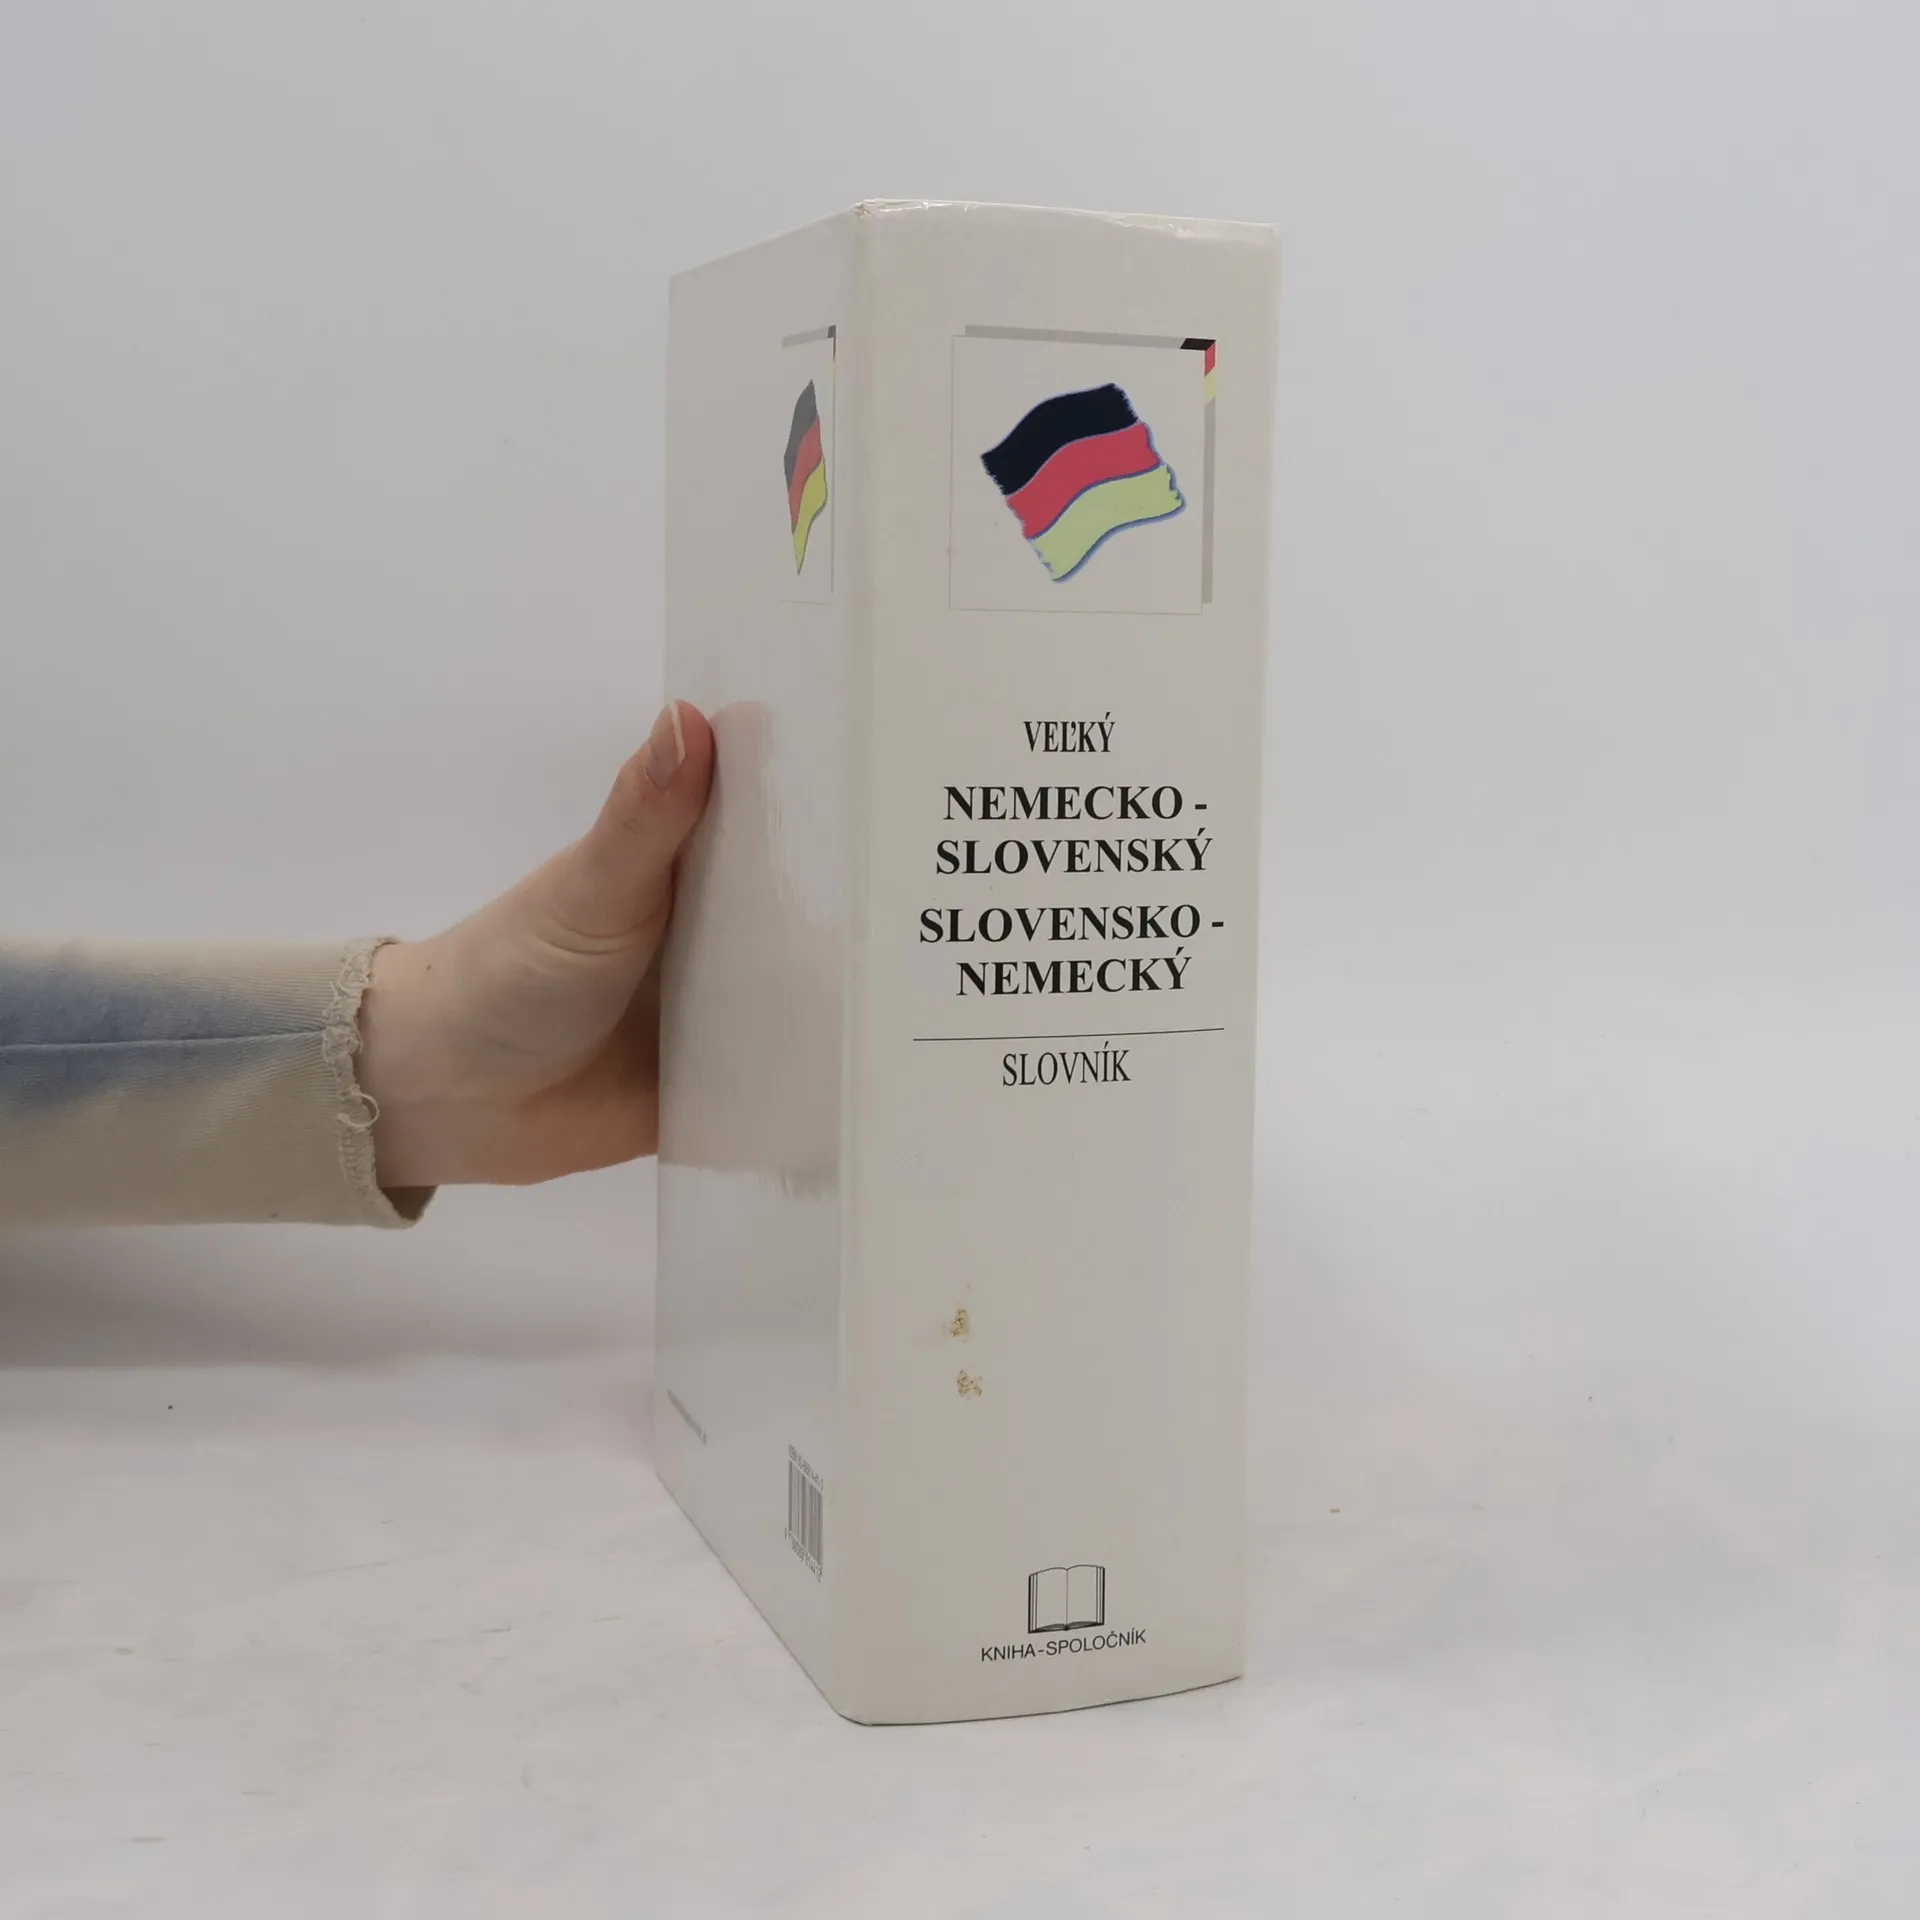 VEĽKÝ
NEMECKO -
SLOVENSKÝ
SLOVENSKO -
NEMECKÝ
SLOVNÍK
KNIHA-SPOLOČNÍK